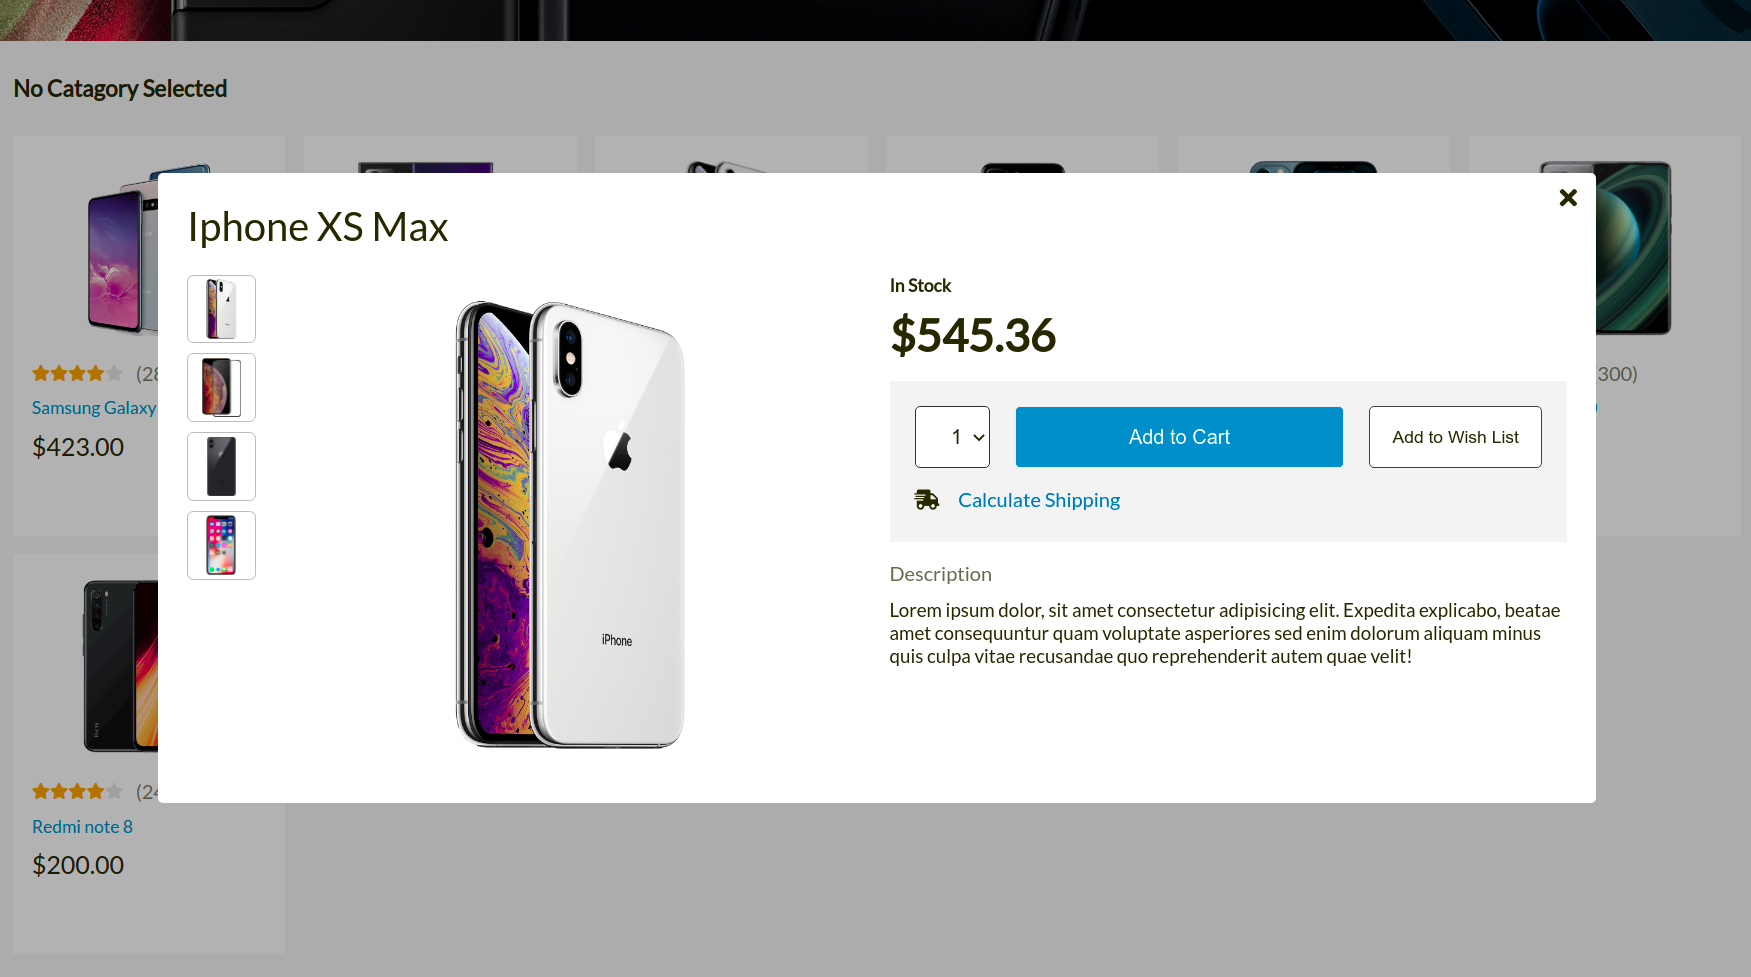 No Catagory Selected
Iphone XS Max
In Stock
$545.36
1
Add to Cart
Add to Wish List
Calculate Shipping
Description
Lorem ipsum dolor, sit amet consectetur adipisicing elit. Expedita explicabo, beatae
amet consequuntur quam voluptate asperiores sed enim dolorum aliquam minus
quis culpa vitae recusandae quo reprehenderit autem quae velit!
iPhone
(28
Samsung Galaxy
$423.00
300)
Redmi
(24
Redmi note 8
$200.00